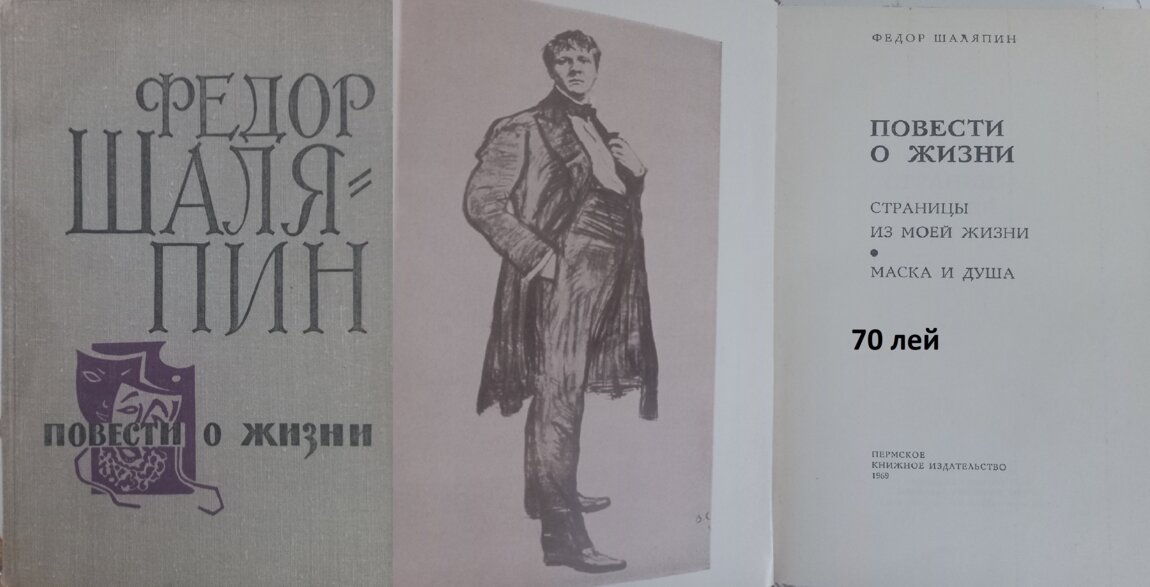 ФЕДОР
ШАЛЯ=
ПИН
ПОВЕСТИ О ЖИЗНИ
ФЕДОР ШАЛЯПИН
ПОВЕСТИ
О ЖИЗНИ
СТРАНИЦЫ
ИЗ МОЕЙ ЖИЗНИ
•
МАСКА И ДУША
70 лей
ПЕРМСКОЕ
КНИЖНОЕ ИЗДАТЕЛЬСТВО
1969